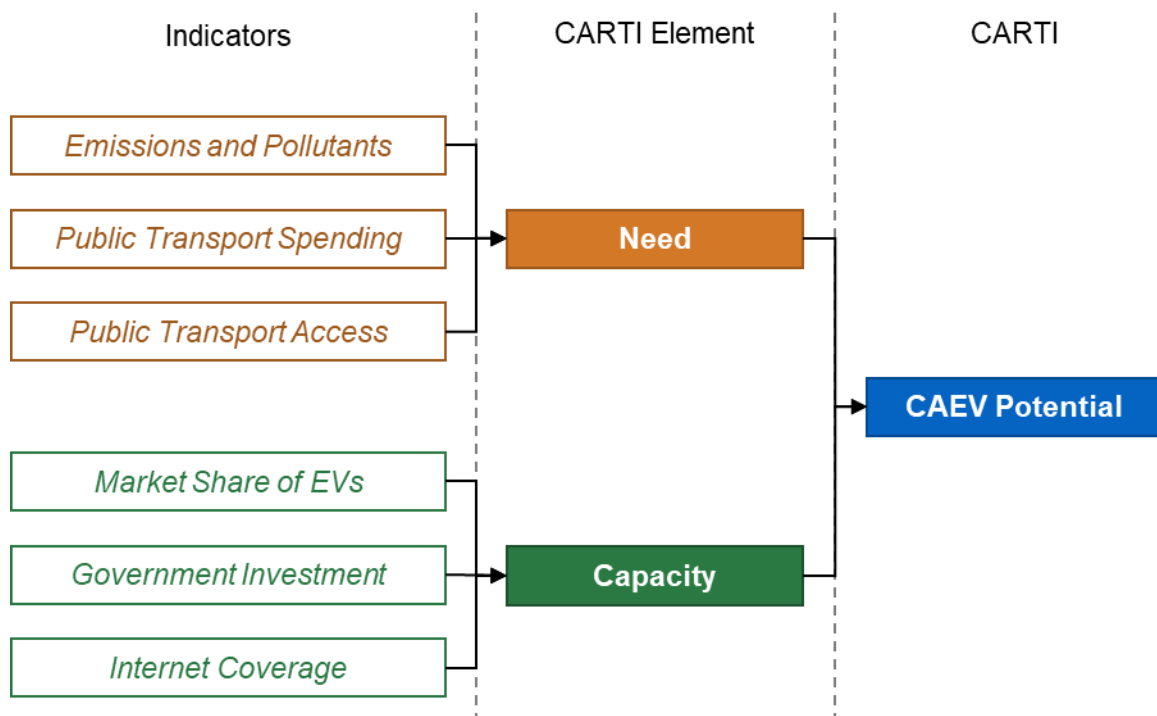 Indicators
CARTI Element
CARTI
Emissions and Pollutants
Public Transport Spending
Need
Public Transport Access
CAEV Potential
Market Share of EVs
Government Investment
Capacity
Internet Coverage